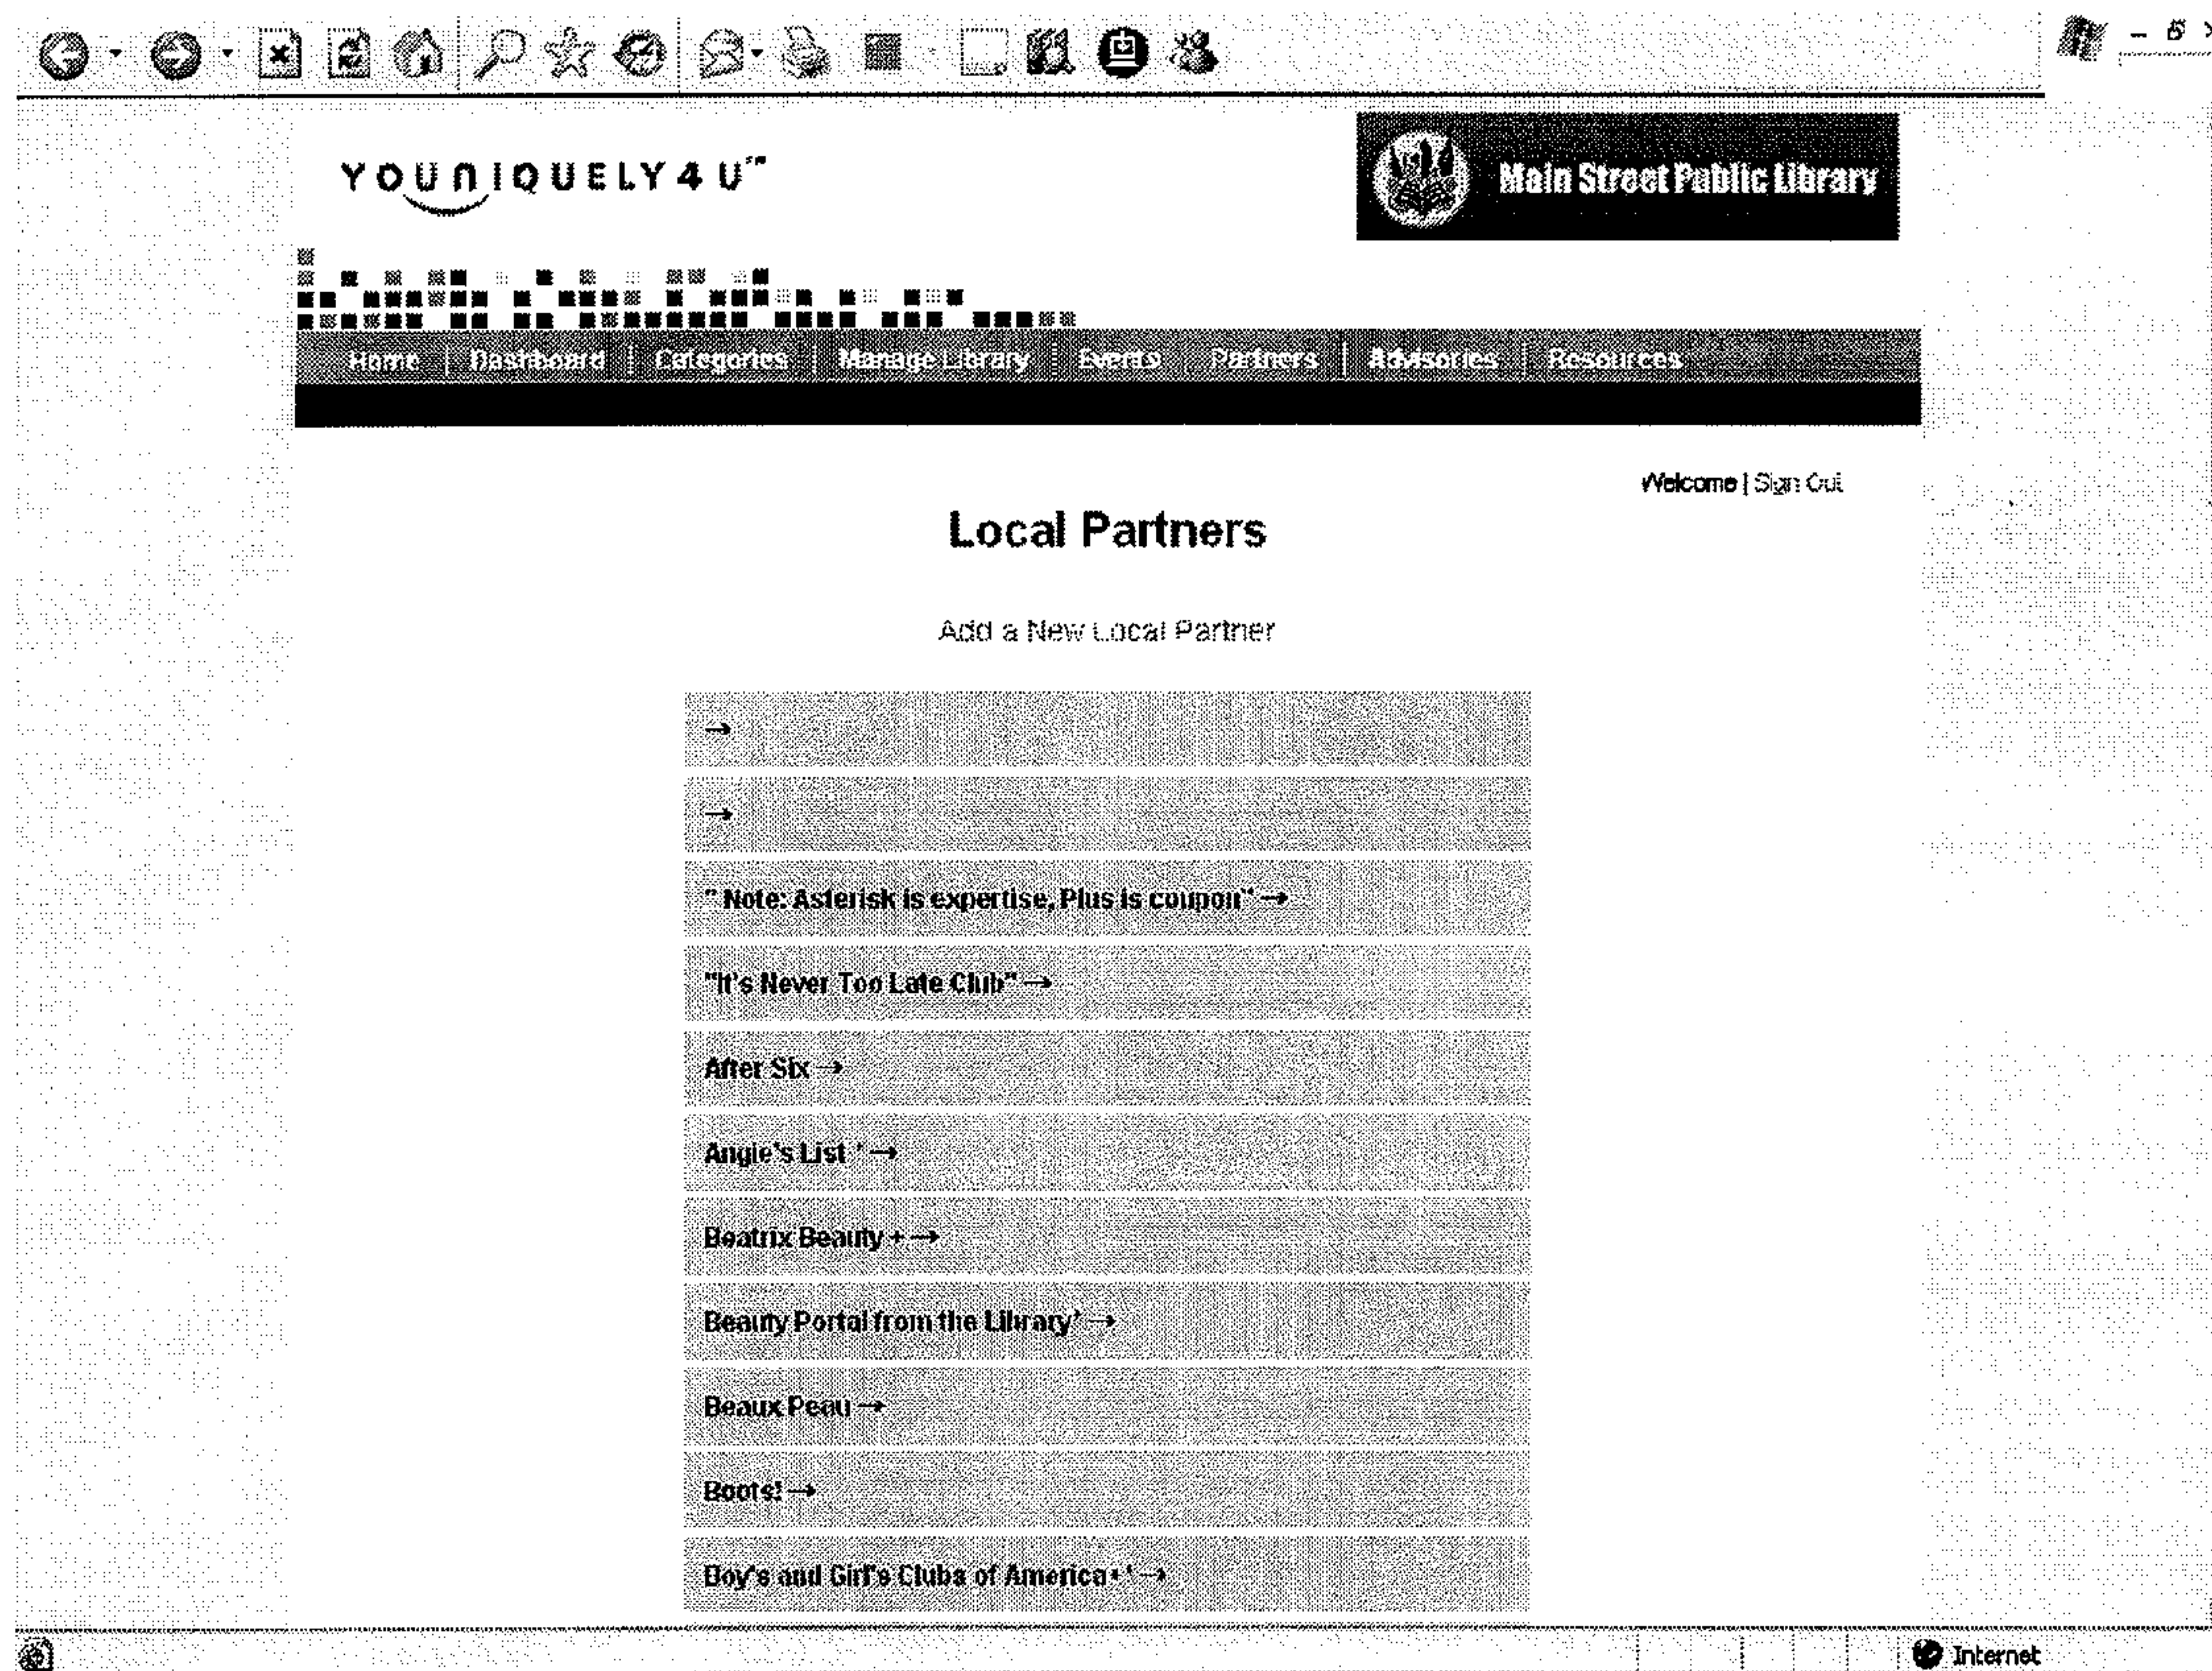 YOUNIQUELY4U
Main Street Public Library
Home | Dashboard | Categories | Manage Library | Events | Partners | Advisories | Resources
Welcome | Sign Out
Local Partners
Add a New Local Partner
→
→
" Note: Asterisk is expertise, Plus is coupon" →
"It's Never Too Late Club" →
After Six →
Angie's List * →
Beatrix Beauty + →
Beauty Portal from the Library* →
Beaux Peau →
Boots! →
Boy's and Girl's Clubs of America+* →
Internet